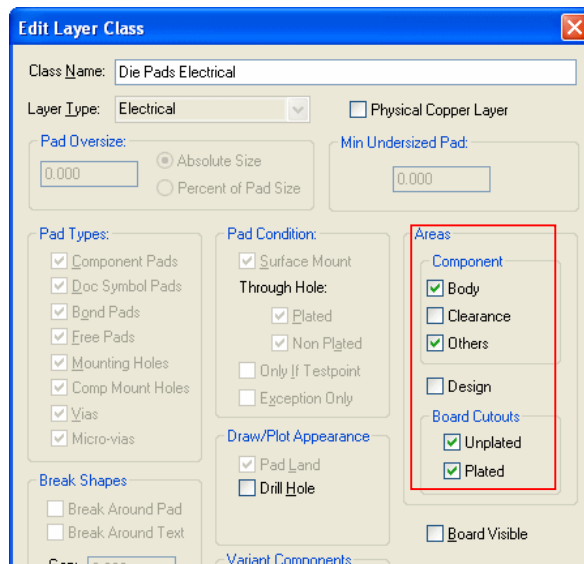 Edit Layer Class
Class Name: Die Pads Electrical
Layer Type: Electrical
Physical Copper Layer
Pad Oversize:
0.000
Absolute Size
Percent of Pad Size
Min Undersized Pad:
0.000
Pad Types:
Component Pads
Doc Symbol Pads
Bond Pads
Free Pads
Mounting Holes
Comp Mount Holes
Vias
Micro-vias
Pad Condition:
Surface Mount
Through Hole:
Plated
Non Plated
Only If Testpoint
Exception Only
Areas
Component
Body
Clearance
Others
Design
Board Cutouts
Unplated
Plated
Draw/Plot Appearance
Pad Land
Drill Hole
Break Shapes
Break Around Pad
Break Around Text
Board Visible
Variant Components